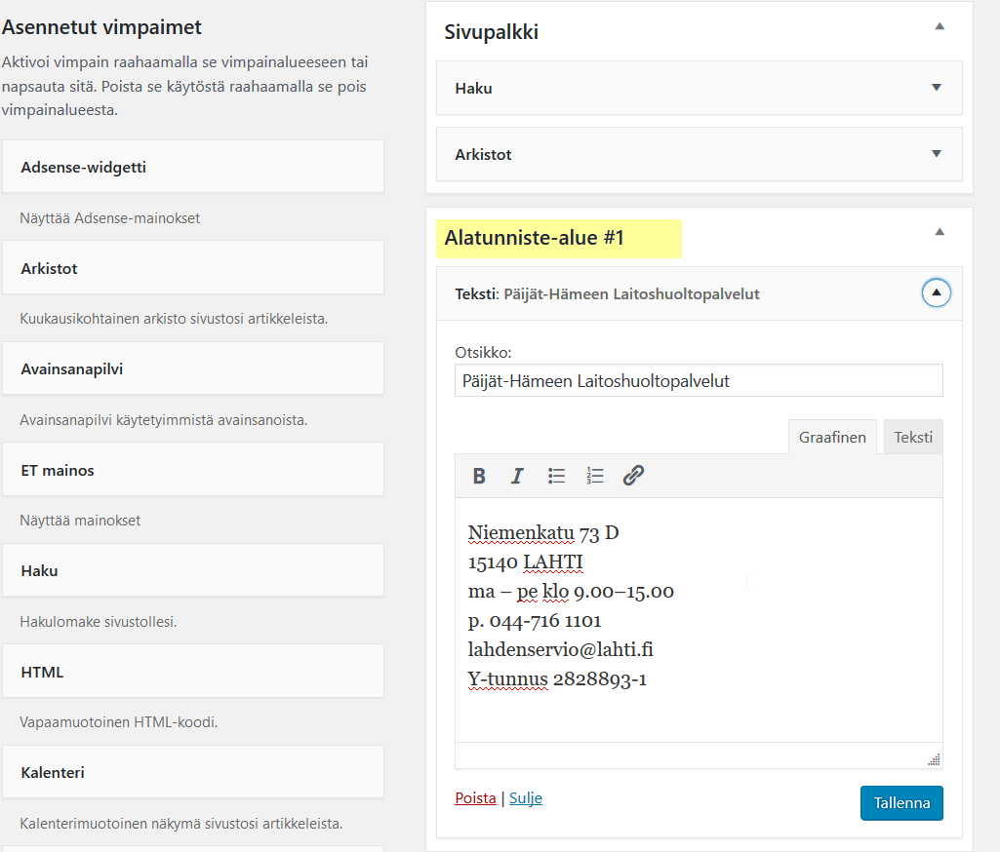 Asennetut vimpaimet
Aktivoi vimpain raahaamalla se vimpainalueeseen tai
napsauta sitä. Poista se käytöstä raahaamalla se pois
vimpainalueesta.
Adsense-widgetti
Näyttää Adsense-mainokset
Arkistot
Kuukausikohtainen arkisto sivustosi artikkeleista.
Avainsanapilvi
Avainsanapilvi käytetyimmistä avainsanoista.
ET mainos
Näyttää mainokset
Haku
Hakulomake sivustollesi.
HTML
Vapaamuotoinen HTML-koodi.
Kalenteri
Kalenterimuotoinen näkymä sivustosi artikkeleista.
Sivupalkki
Haku
Arkistot
Alatunniste-alue #1
Teksti: Päijät-Hämeen Laitoshuoltopalvelut
Otsikko:
Päijät-Hämeen Laitoshuoltopalvelut
Graafinen Teksti
B I
Niemenkatu 73 D
15140 LAHTI
ma – pe klo 9.00–15.00
p. 044-716 1101
lahdenservio@lahti.fi
Y-tunnus 2828893-1
Poista | Sulje
Tallenna